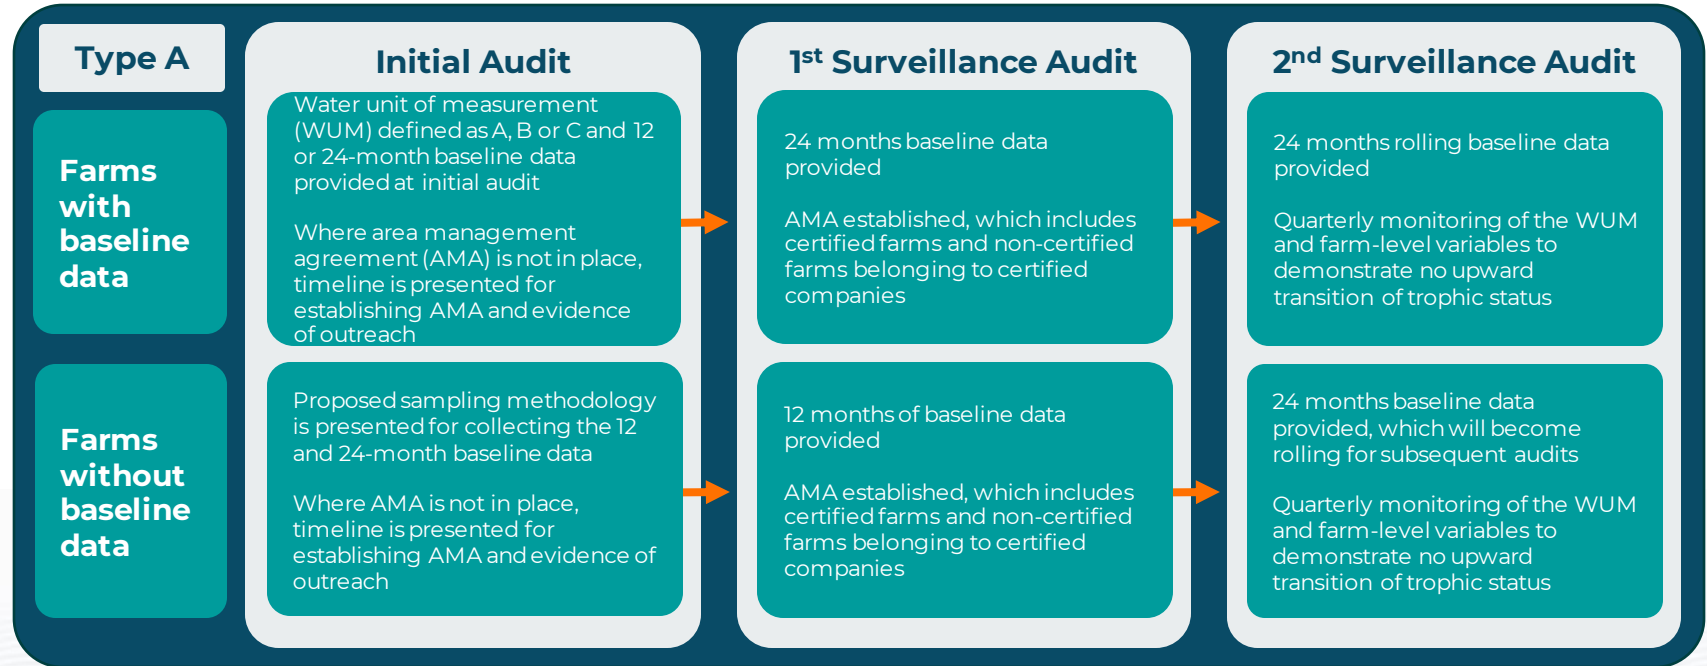 Type A
Initial Audit
1st Surveillance Audit
2nd Surveillance Audit
Farms
with
baseline
data
Water unit of measurement
(WUM) defined as A, B or C and 12
or 24-month baseline data
provided at initial audit
Where area management
agreement (AMA) is not in place,
timeline is presented for
establishing AMA and evidence
of outreach
24 months baseline data
provided
AMA established, which includes
certified farms and non-certified
farms belonging to certified
companies
24 months rolling baseline data
provided
Quarterly monitoring of the WUM
and farm-level variables to
demonstrate no upward
transition of trophic status
Farms
without
baseline
data
Proposed sampling methodology
is presented for collecting the 12
and 24-month baseline data
Where AMA is not in place,
timeline is presented for
establishing AMA and evidence of
outreach
12 months of baseline data
provided
AMA established, which includes
certified farms and non-certified
farms belonging to certified
companies
24 months baseline data
provided, which will become
rolling for subsequent audits
Quarterly monitoring of the WUM
and farm-level variables to
demonstrate no upward
transition of trophic status